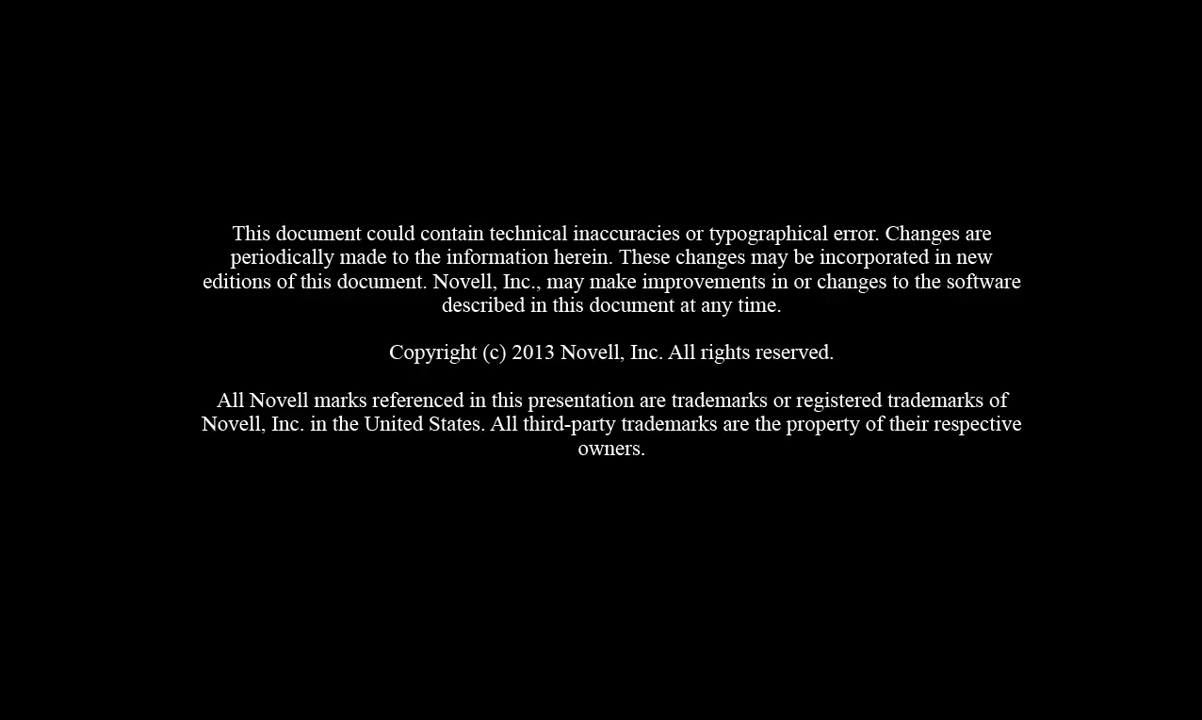 This document could contain technical inaccuracies or typographical error. Changes are
periodically made to the information herein. These changes may be incorporated in new
editions of this document. Novell, Inc., may make improvements in or changes to the software
described in this document at any time.
Copyright (c) 2013 Novell, Inc. All rights reserved.
All Novell marks referenced in this presentation are trademarks or registered trademarks of
Novell, Inc. in the United States. All third-party trademarks are the property of their respective
owners.